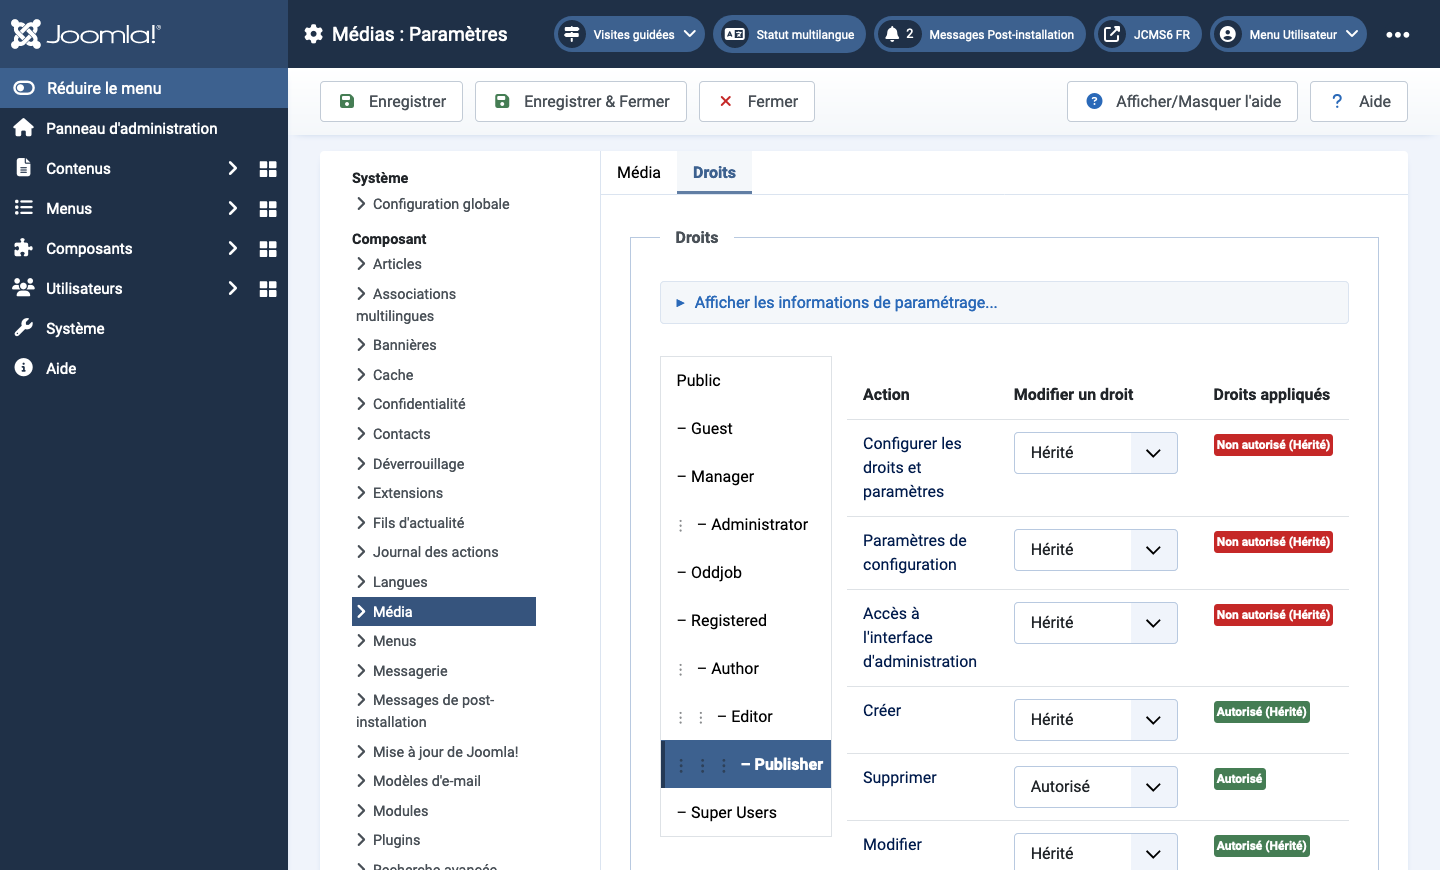 Joomla!
Médias : Paramètres
Visites guidées
Statut multilangue
2 Messages Post-installation
JCMS6 FR
Menu Utilisateur
Réduire le menu
Panneau d'administration
Contenus
Menus
Composants
Utilisateurs
Système
Aide
Enregistrer
Enregistrer & Fermer
Fermer
Afficher/Masquer l'aide
Aide
Système
Configuration globale
Composant
Articles
Associations
multilingues
Bannières
Cache
Confidentialité
Contacts
Déverrouillage
Extensions
Fils d'actualité
Journal des actions
Langues
Média
Menus
Messagerie
Messages de post-
installation
Mise à jour de Joomla!
Modèles d'e-mail
Modules
Plugins
Recherche avancée
Média
Droits
Droits
Afficher les informations de paramétrage...
Public
– Guest
– Manager
– Administrator
– Oddjob
– Registered
– Author
– Editor
– Publisher
– Super Users
Action
Modifier un droit
Droits appliqués
Configurer les
droits et
paramètres
Hérité
Non autorisé (Hérité)
Paramètres de
configuration
Hérité
Non autorisé (Hérité)
Accès à
l'interface
d'administration
Hérité
Non autorisé (Hérité)
Créer
Hérité
Autorisé (Hérité)
Supprimer
Autorisé
Autorisé
Modifier
Hérité
Autorisé (Hérité)